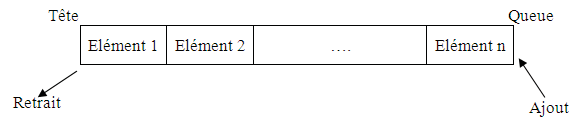 Tête Queue
Elément 1 Elément 2 .... Elément n
Retrait Ajout